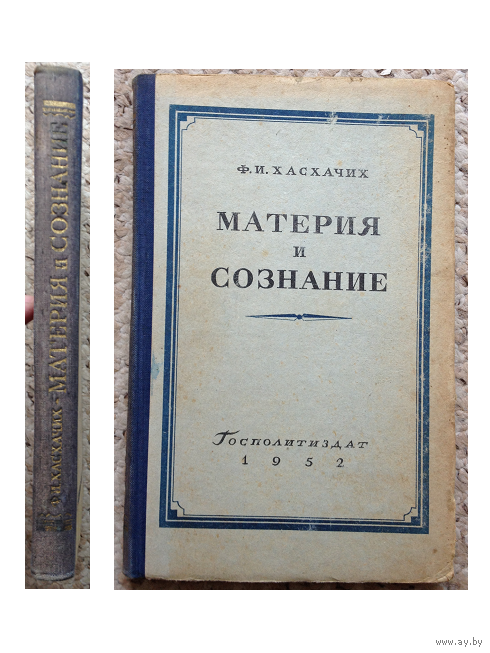 Ф.И.ХАСХАЧИХ - МАТЕРИЯ и СОЗНАНИЕ
Ф.И.ХАСХАЧИХ
МАТЕРИЯ
И
СОЗНАНИЕ
Госполитиздат
1952
www.ay.by